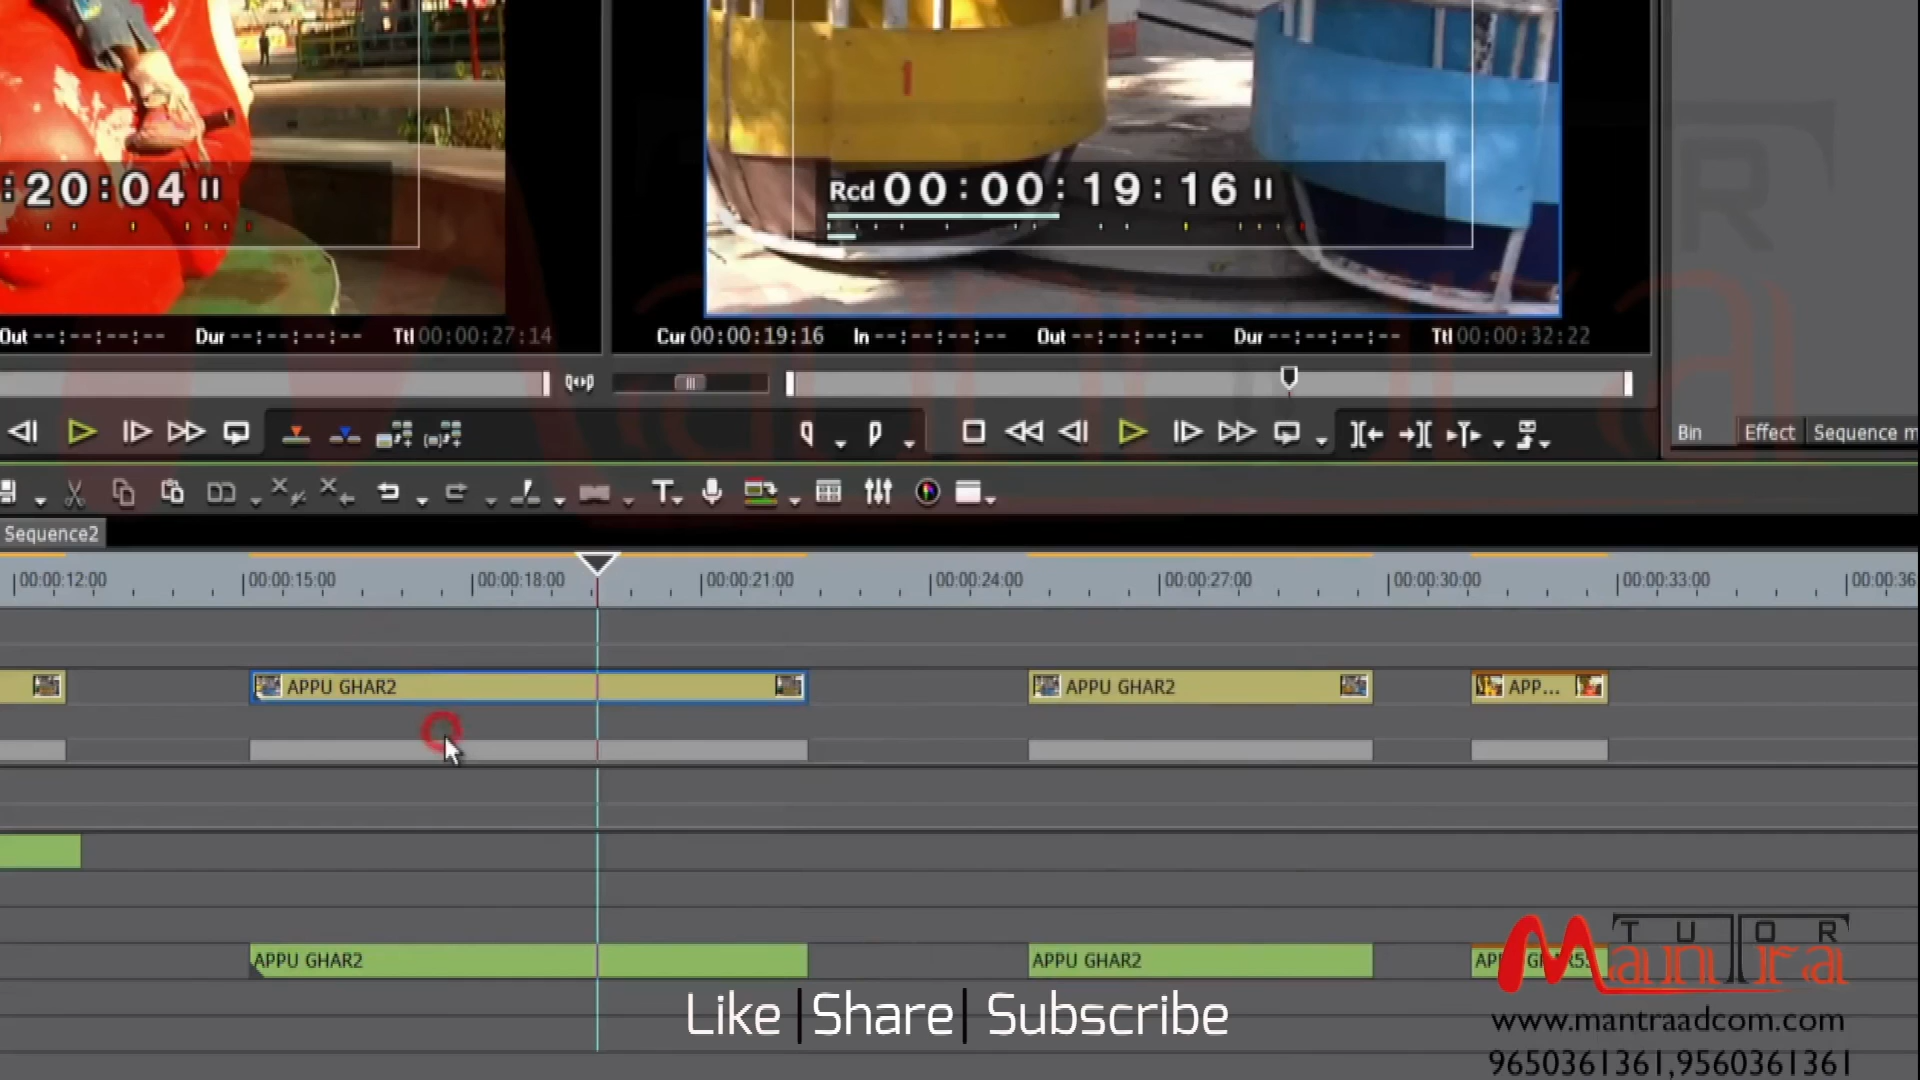 1
:20:04
Rcd 00:00:19:16
Out --:--:--:-- Dur --:--:--:-- Ttl 00:00:27:14
Cur 00:00:19:16 In --:--:--:-- Out --:--:--:-- Dur --:--:--:-- Ttl 00:00:32:22
Bin Effect Sequence m
Sequence2
00:00:12:00 00:00:15:00 00:00:18:00 00:00:21:00 00:00:24:00 00:00:27:00 00:00:30:00 00:00:33:00 00:00:36
APPU GHAR2 APPU GHAR2 APP...
APPU GHAR2 APPU GHAR2
TUOR
Mantra
Like | Share | Subscribe
www.mantraadcom.com
9650361361,9560361361